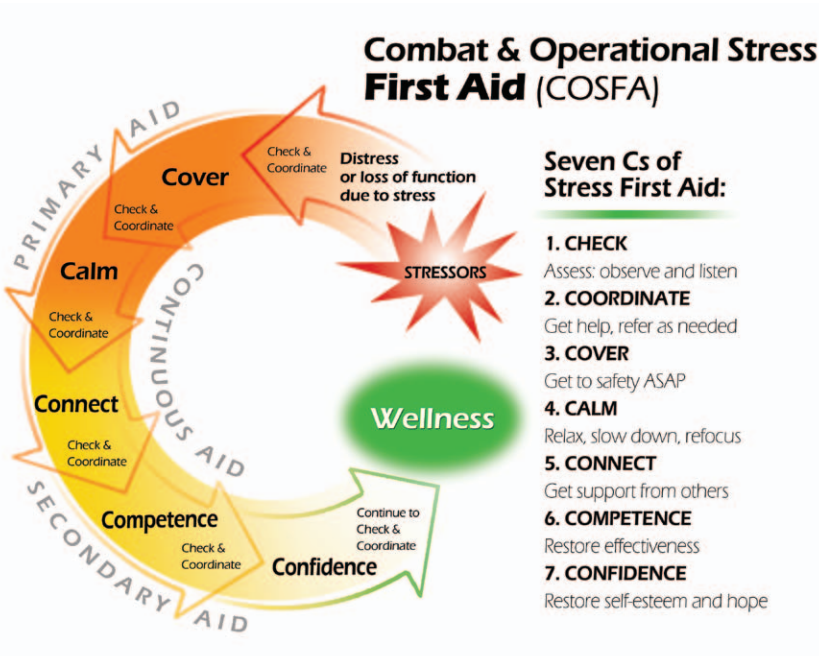 Combat & Operational Stress
First Aid (COSFA)
PRIMARY AID
Check &
Coordinate
Distress
or loss of function
due to stress
Cover
Check &
Coordinate
STRESSORS
Calm
CONTINUOUS AID
Check &
Coordinate
Connect
Check &
Coordinate
Wellness
SECONDARY AID
Competence
Check &
Coordinate
Confidence
Continue to
Check &
Coordinate
Seven Cs of
Stress First Aid:
1. CHECK
Assess: observe and listen
2. COORDINATE
Get help, refer as needed
3. COVER
Get to safety ASAP
4. CALM
Relax, slow down, refocus
5. CONNECT
Get support from others
6. COMPETENCE
Restore effectiveness
7. CONFIDENCE
Restore self-esteem and hope